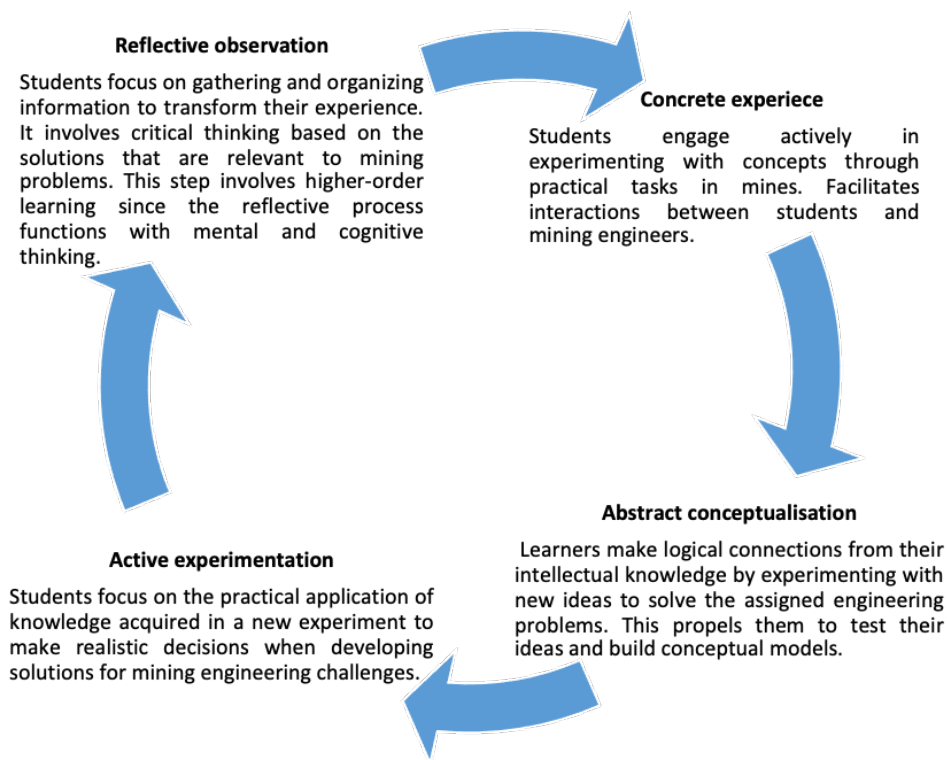 Reflective observation
Students focus on gathering and organizing
information to transform their experience.
It involves critical thinking based on the
solutions that are relevant to mining
problems. This step involves higher-order
learning since the reflective process
functions with mental and cognitive
thinking.
Concrete experiece
Students engage actively in
experimenting with concepts through
practical tasks in mines. Facilitates
interactions between students and
mining engineers.
Abstract conceptualisation
Learners make logical connections from their
intellectual knowledge by experimenting with
new ideas to solve the assigned engineering
problems. This propels them to test their
ideas and build conceptual models.
Active experimentation
Students focus on the practical application of
knowledge acquired in a new experiment to
make realistic decisions when developing
solutions for mining engineering challenges.